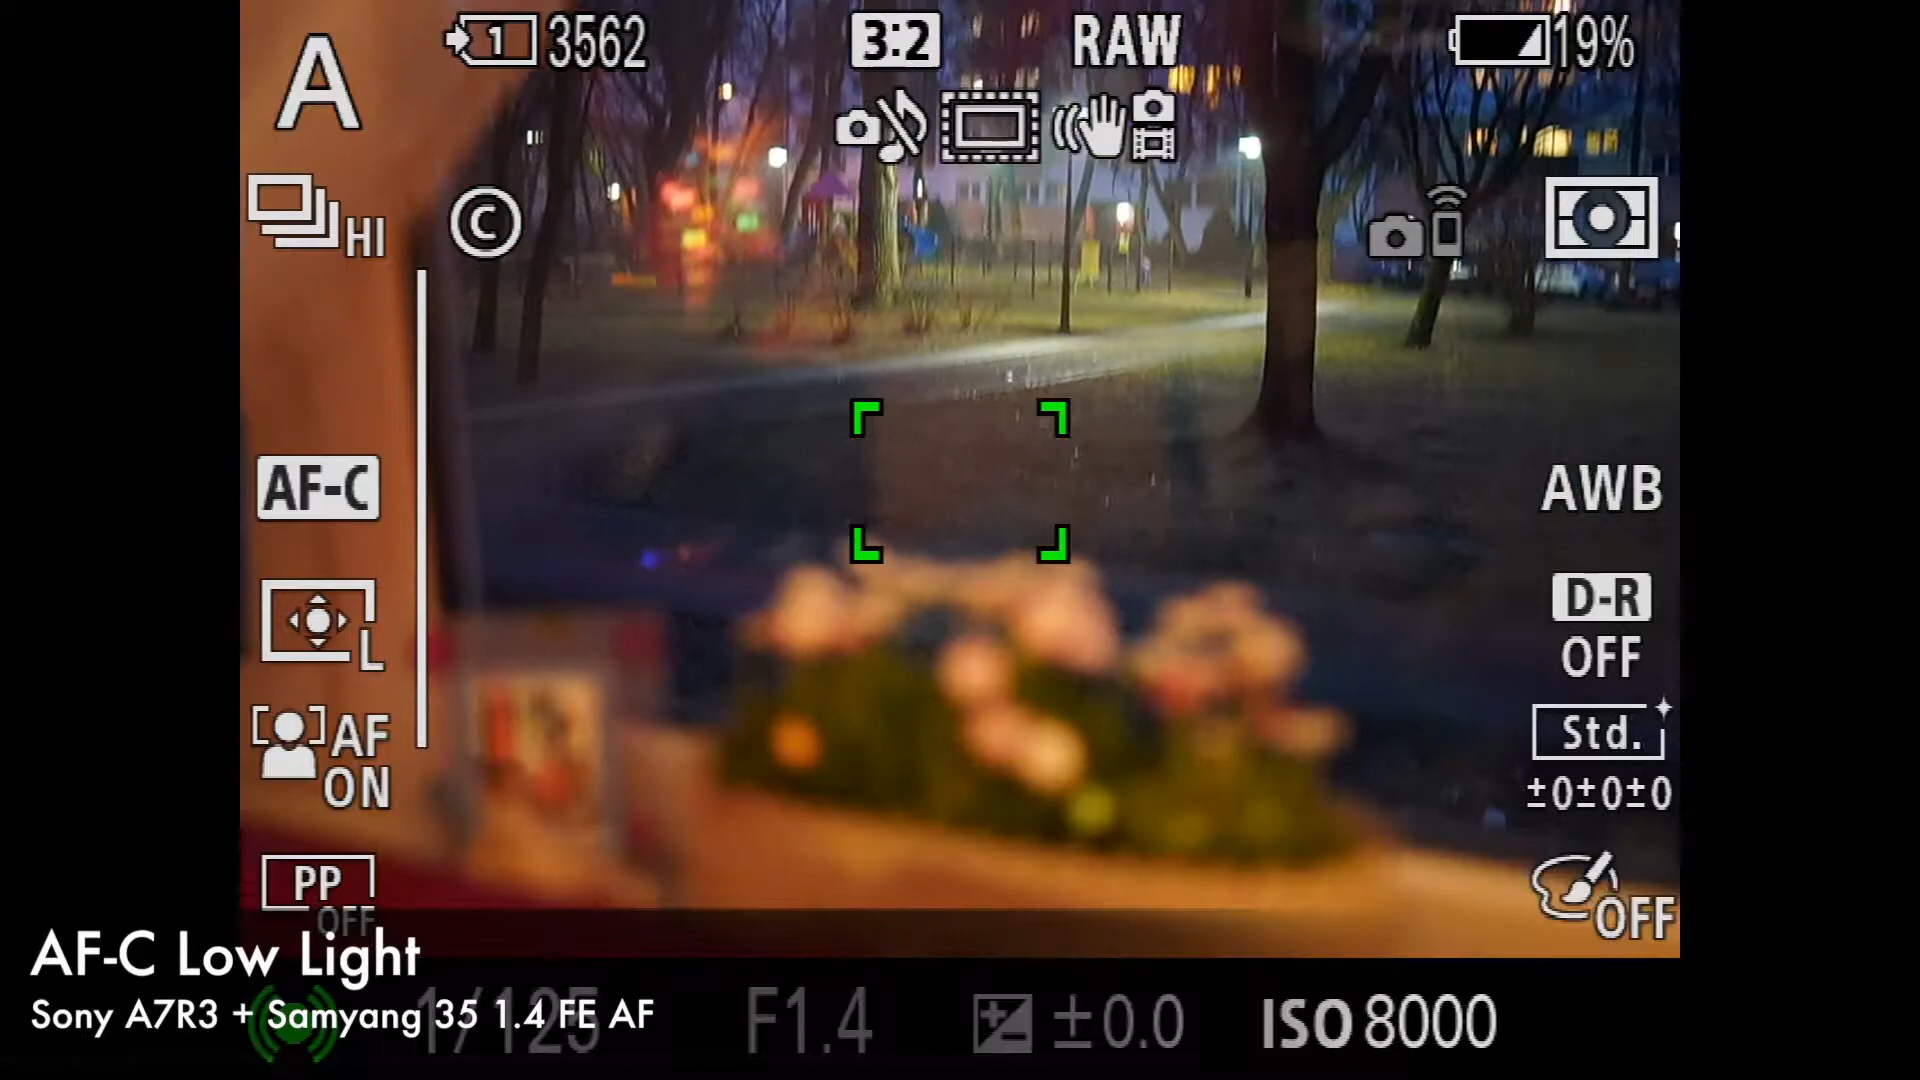 A
1 3562
3:2
RAW
19%
HI
C
AF-C
AWB
L
D-R
OFF
AF
ON
Std.
±0±0±0
PP
OFF
OFF
AF-C Low Light
Sony A7R3 + Samyang 35 1.4 FE AF
1/125 F1.4 ±0.0 ISO 8000